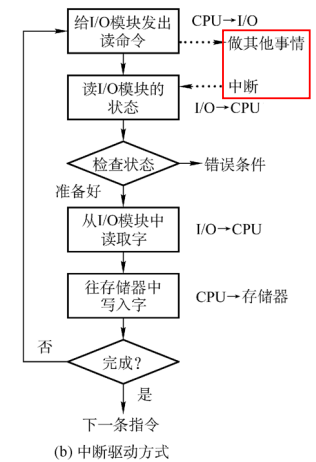 给I/O模块发出
读命令
CPU→I/O
做其他事情
读I/O模块的
状态
中断
I/O→CPU
检查状态
错误条件
准备好
从I/O模块中
读取字
I/O→CPU
往存储器中
写入字
CPU→存储器
否
完成?
是
下一条指令
(b) 中断驱动方式